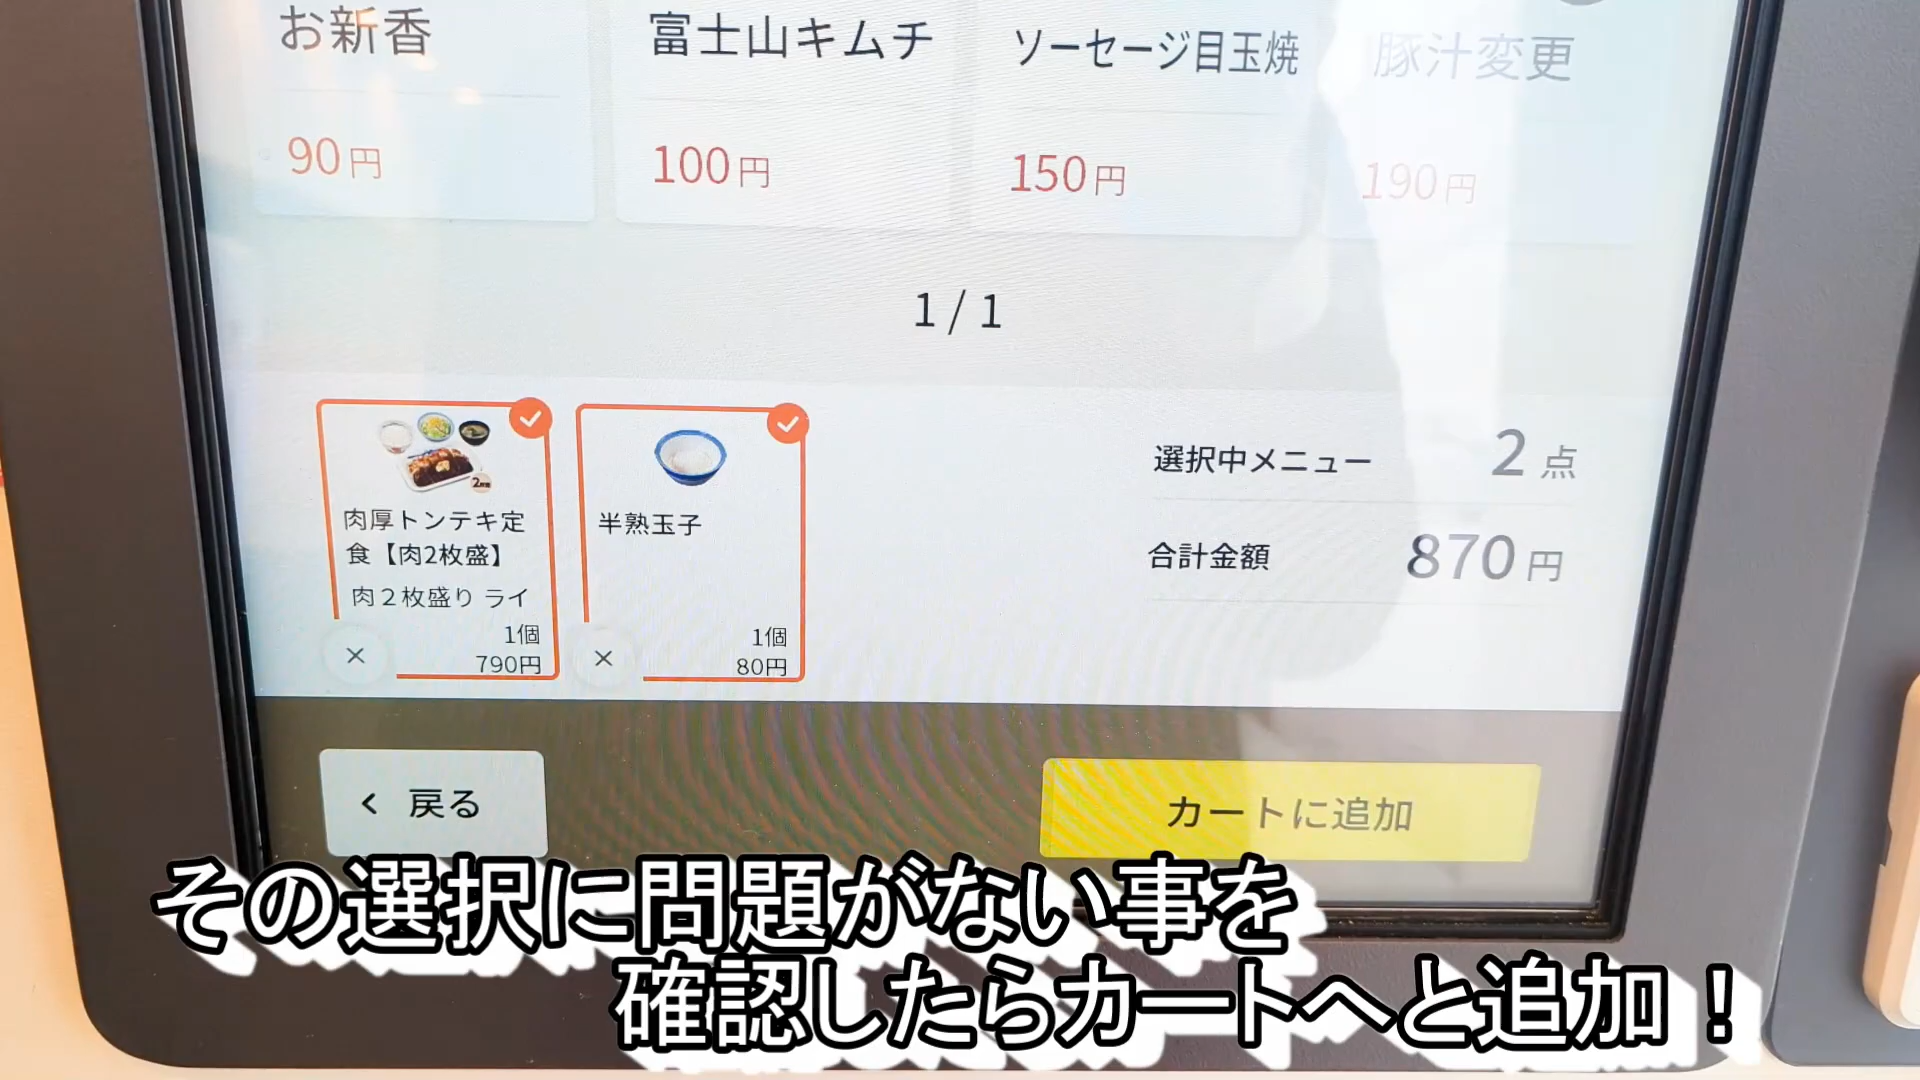 お新香
富士山キムチ
ソーセージ目玉焼
豚汁変更
90円
100円
150円
190円
1 / 1
肉厚トンテキ定
食【肉2枚盛】
肉2枚盛り ライ
1個
790円
半熟玉子
1個
80円
選択中メニュー 2点
合計金額 870円
戻る
カートに追加
その選択に問題がない事を
確認したらカートへと追加！